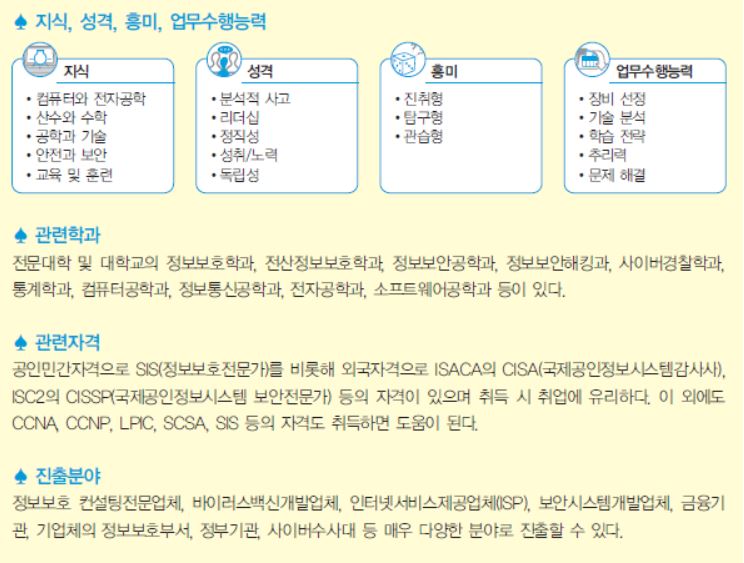 ♠ 지식, 성격, 흥미, 업무수행능력
지식
• 컴퓨터와 전자공학
• 산수와 수학
• 공학과 기술
• 안전과 보안
• 교육 및 훈련
성격
• 분석적 사고
• 리더십
• 정직성
• 성취/노력
• 독립성
흥미
• 진취형
• 탐구형
• 관습형
업무수행능력
• 장비 선정
• 기술 분석
• 학습 전략
• 추리력
• 문제 해결
♠ 관련학과
전문대학 및 대학교의 정보보호학과, 전산정보보호학과, 정보보안공학과, 정보보안해킹과, 사이버경찰학과,
통계학과, 컴퓨터공학과, 정보통신공학과, 전자공학과, 소프트웨어공학과 등이 있다.
♠ 관련자격
공인민간자격으로 SIS(정보보호전문가)를 비롯해 외국자격으로 ISACA의 CISA(국제공인정보시스템감사사),
ISC2의 CISSP(국제공인정보시스템 보안전문가) 등의 자격이 있으며 취득 시 취업에 유리하다. 이 외에도
CCNA, CCNP, LPIC, SCSA, SIS 등의 자격도 취득하면 도움이 된다.
♠ 진출분야
정보보호 컨설팅전문업체, 바이러스백신개발업체, 인터넷서비스제공업체(ISP), 보안시스템개발업체, 금융기
관, 기업체의 정보보호부서, 정부기관, 사이버수사대 등 매우 다양한 분야로 진출할 수 있다.